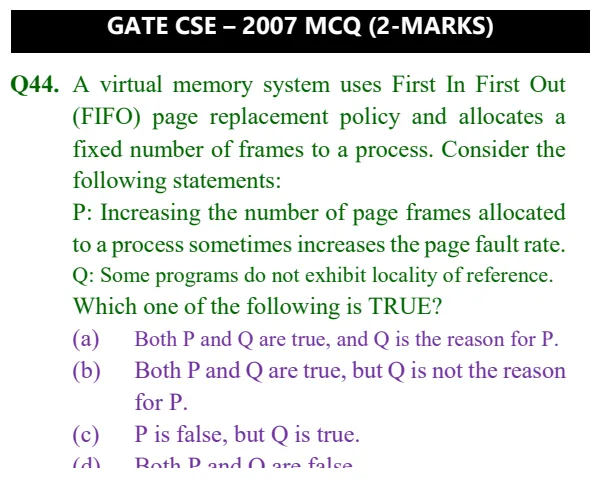 GATE CSE – 2007 MCQ (2-MARKS)
Q44. A virtual memory system uses First In First Out
(FIFO) page replacement policy and allocates a
fixed number of frames to a process. Consider the
following statements:
P: Increasing the number of page frames allocated
to a process sometimes increases the page fault rate.
Q: Some programs do not exhibit locality of reference.
Which one of the following is TRUE?
(a) Both P and Q are true, and Q is the reason for P.
(b) Both P and Q are true, but Q is not the reason
for P.
(c) P is false, but Q is true.
(d) Both P and Q are false